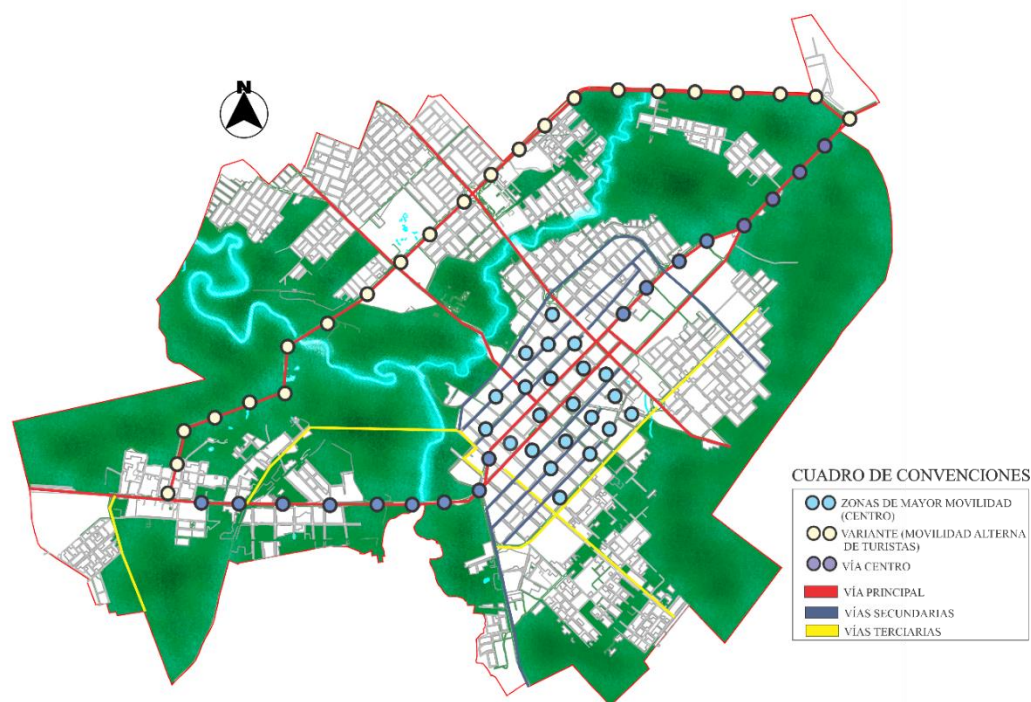 N
CUADRO DE CONVENCIONES
ZONAS DE MAYOR MOVILIDAD
(CENTRO)
VARIANTE (MOVILIDAD ALTERNA
DE TURISTAS)
VÍA CENTRO
VÍA PRINCIPAL
VÍAS SECUNDARIAS
VÍAS TERCIARIAS